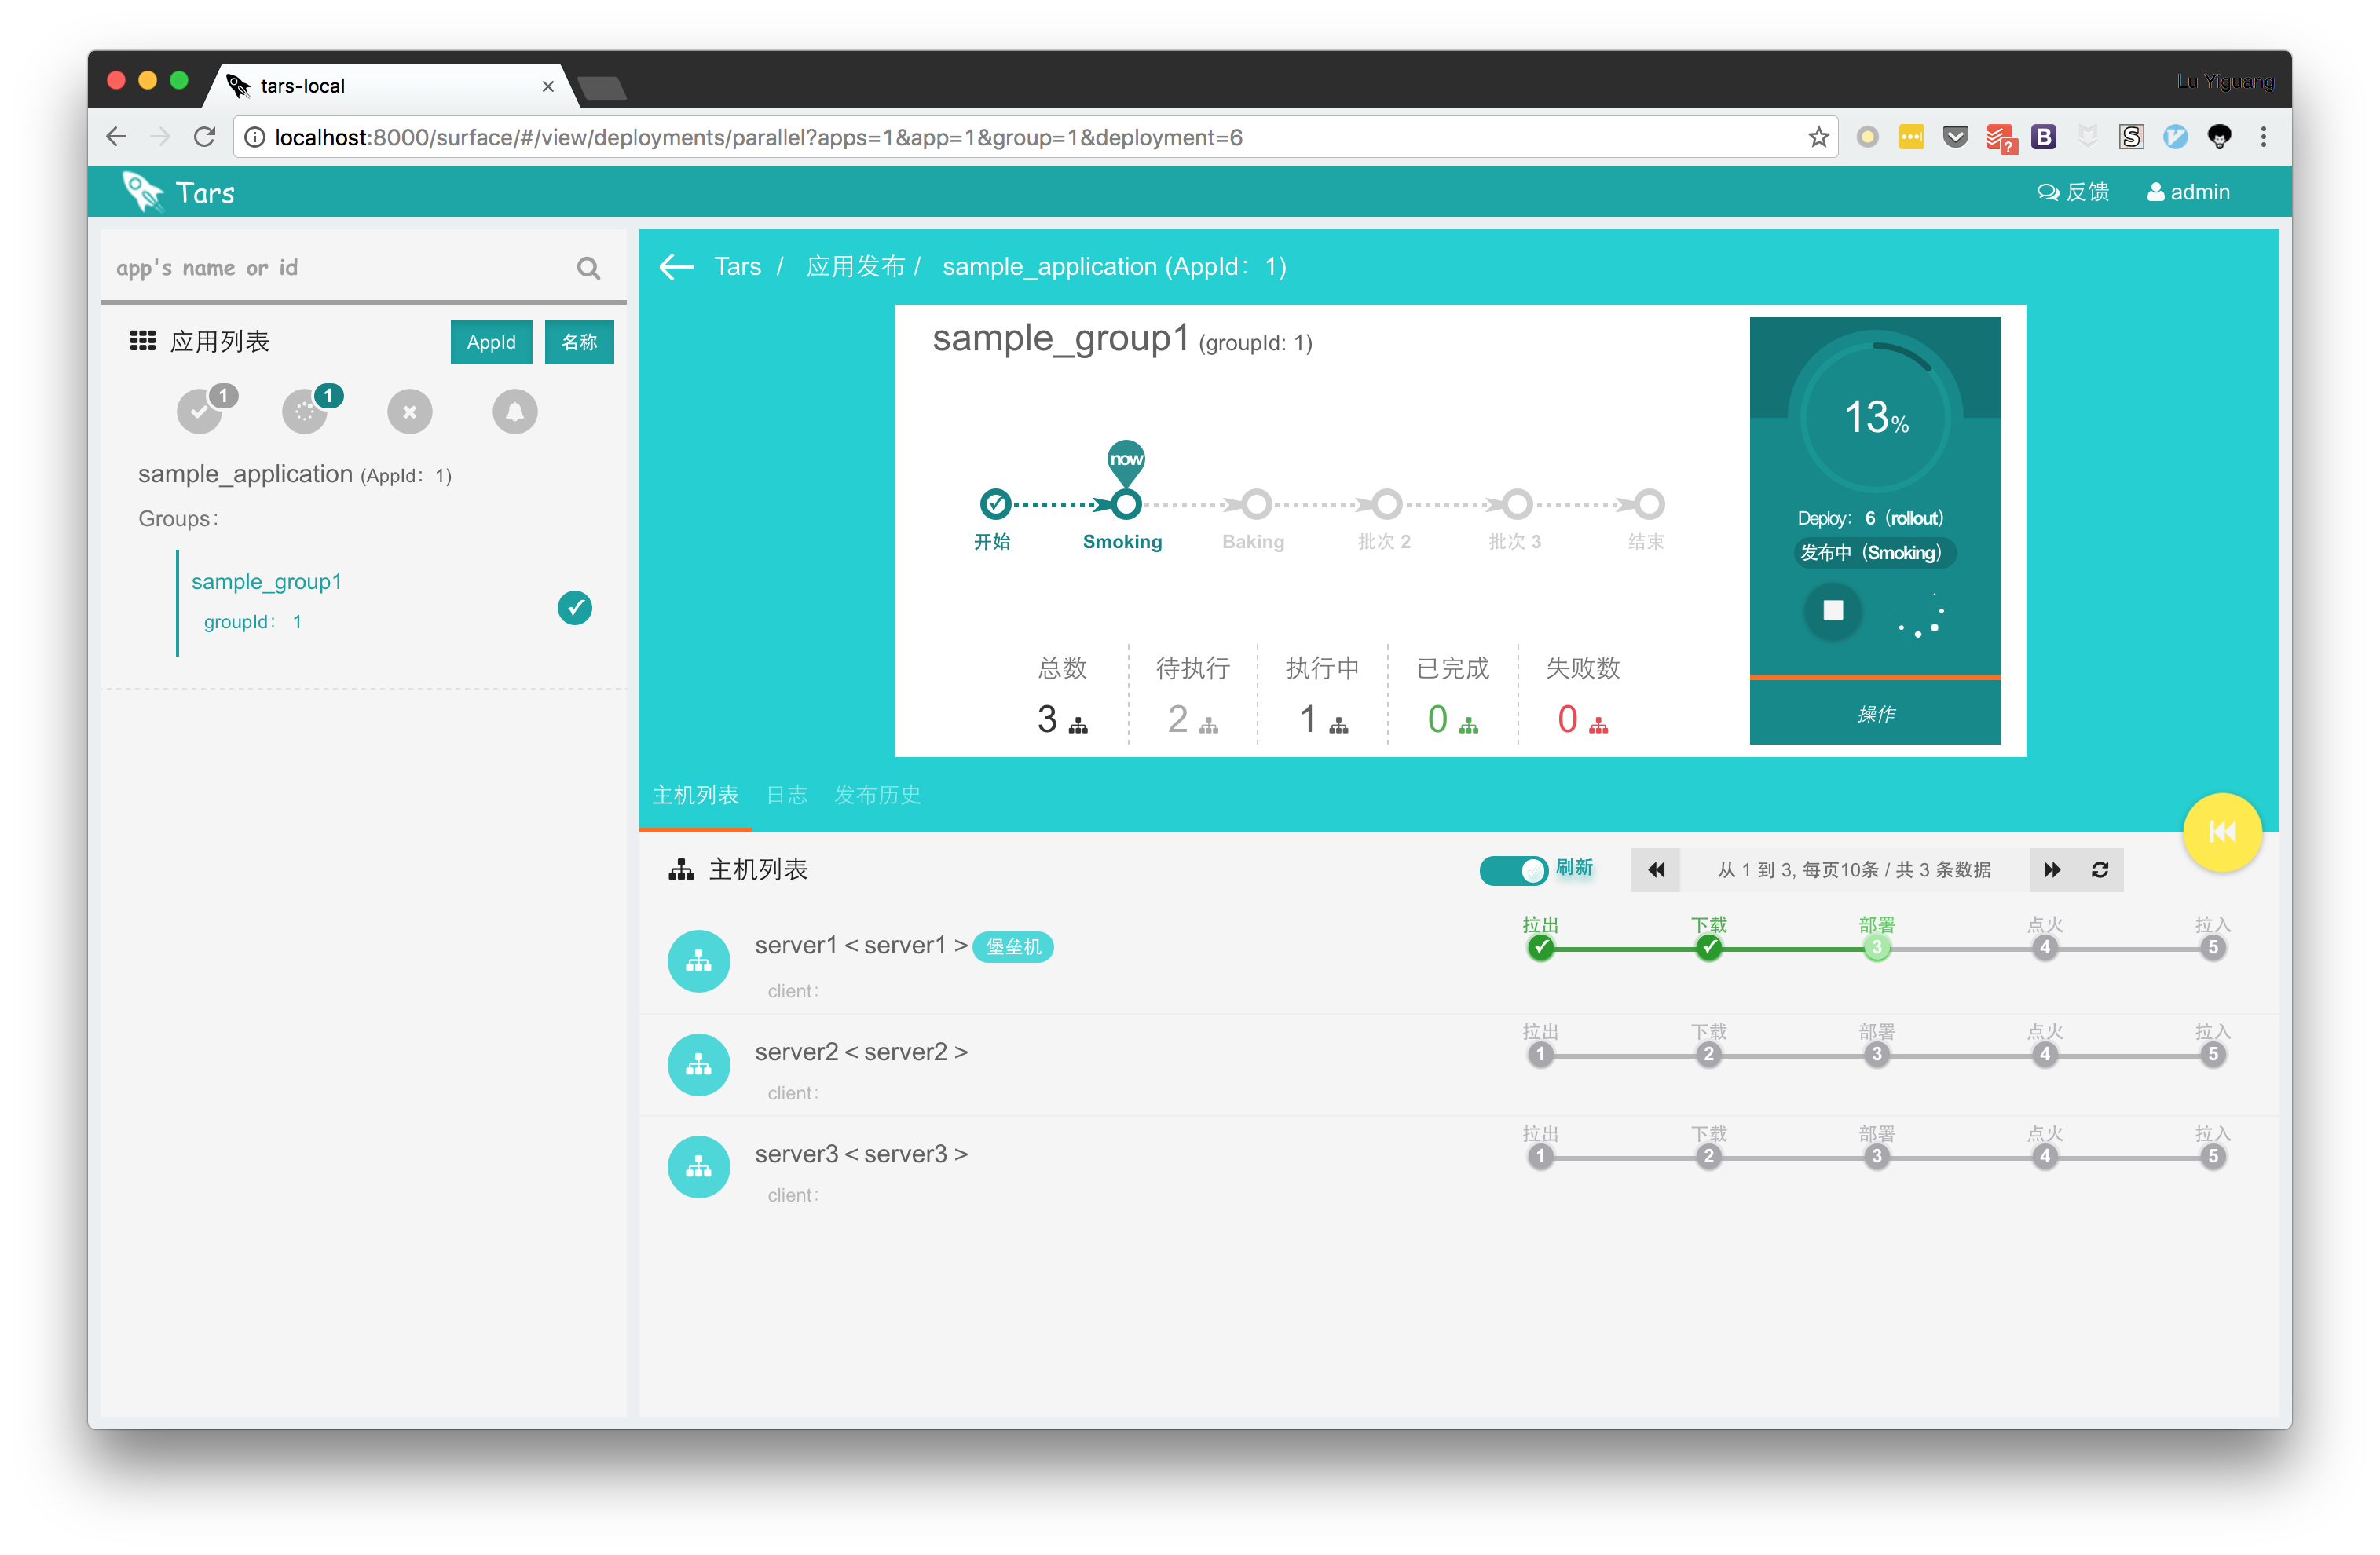 tars-local
Lu Yiguang
localhost:8000/surface/#/view/deployments/parallel?apps=1&app=1&group=1&deployment=6
Tars
反馈
admin
app's name or id
应用列表
AppId
名称
1
1
sample_application (AppId: 1)
Groups:
sample_group1
groupId: 1
Tars / 应用发布 / sample_application (AppId: 1)
sample_group1 (groupId: 1)
now
开始
Smoking
Baking
批次 2
批次 3
结束
总数
待执行
执行中
已完成
失败数
3
2
1
0
0
13%
Deploy: 6 (rollout)
发布中 (Smoking)
操作
主机列表
日志
发布历史
主机列表
刷新
从 1 到 3, 每页10条 / 共 3 条数据
server1 < server1 > 堡垒机
client:
拉出
下载
部署
点火
拉入
3
4
5
server2 < server2 >
client:
拉出
下载
部署
点火
拉入
1
2
3
4
5
server3 < server3 >
client:
拉出
下载
部署
点火
拉入
1
2
3
4
5